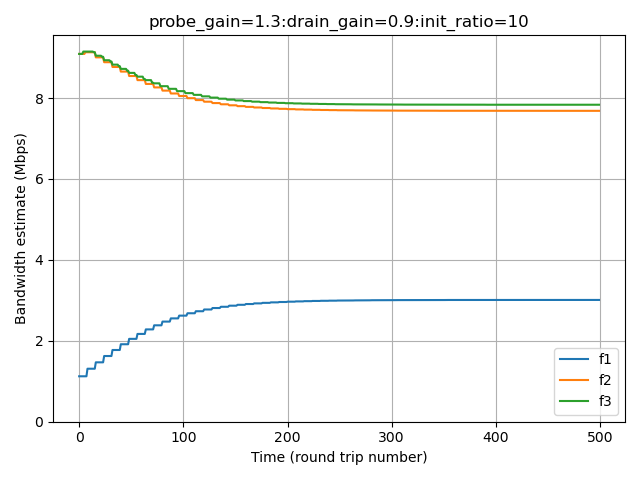 probe_gain=1.3:drain_gain=0.9:init_ratio=10
Bandwidth estimate (Mbps)
8
6
4
2
0
0 100 200 300 400 500
Time (round trip number)
f1
f2
f3